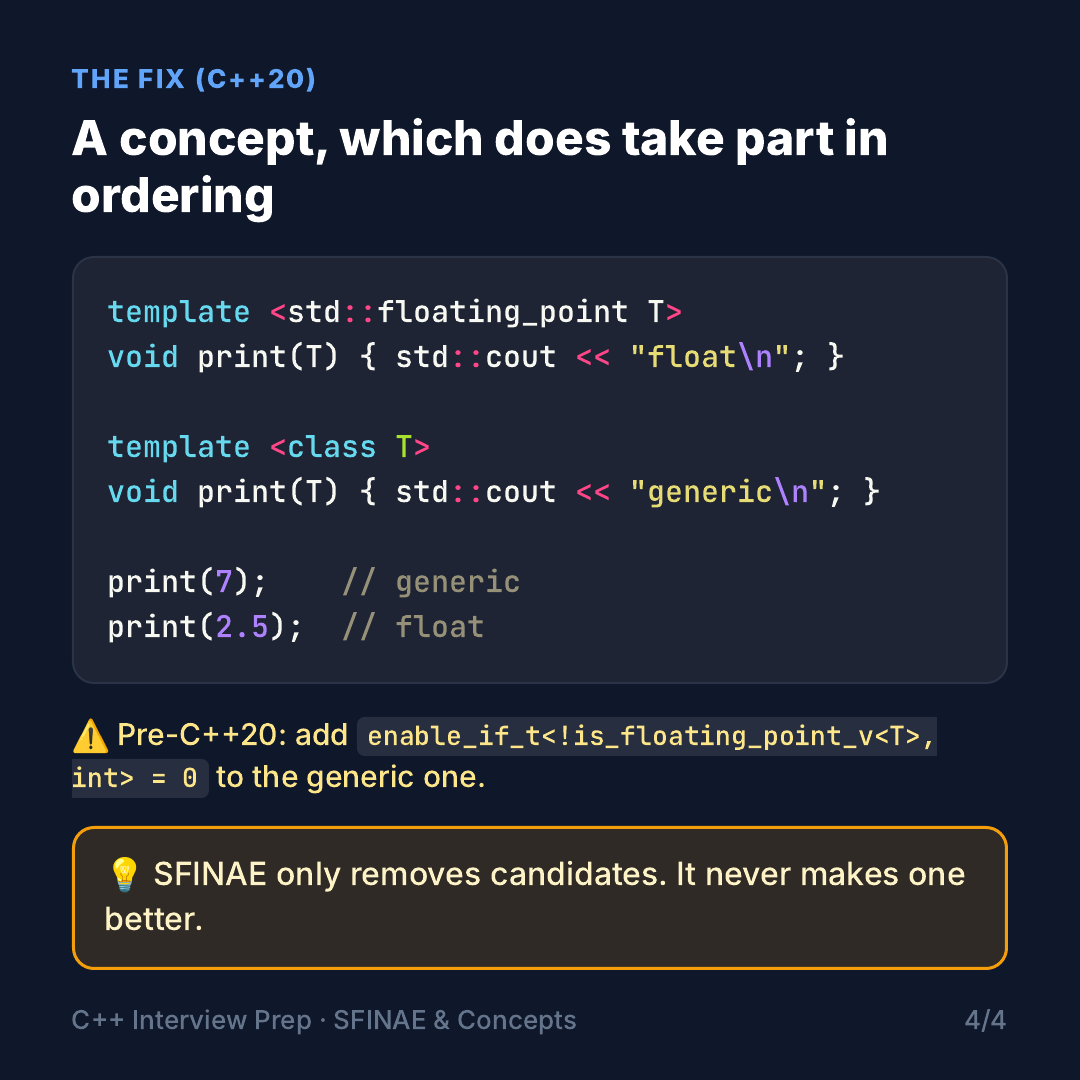 THE FIX (C++20)
A concept, which does take part in
ordering
template <std::floating_point T>
void print(T) { std::cout << "float\n"; }
template <class T>
void print(T) { std::cout << "generic\n"; }
print(7);    // generic
print(2.5);  // float
⚠️ Pre-C++20: add enable_if_t<!is_floating_point_v<T>,
int> = 0 to the generic one.
💡 SFINAE only removes candidates. It never makes one
better.
C++ Interview Prep · SFINAE & Concepts
4/4